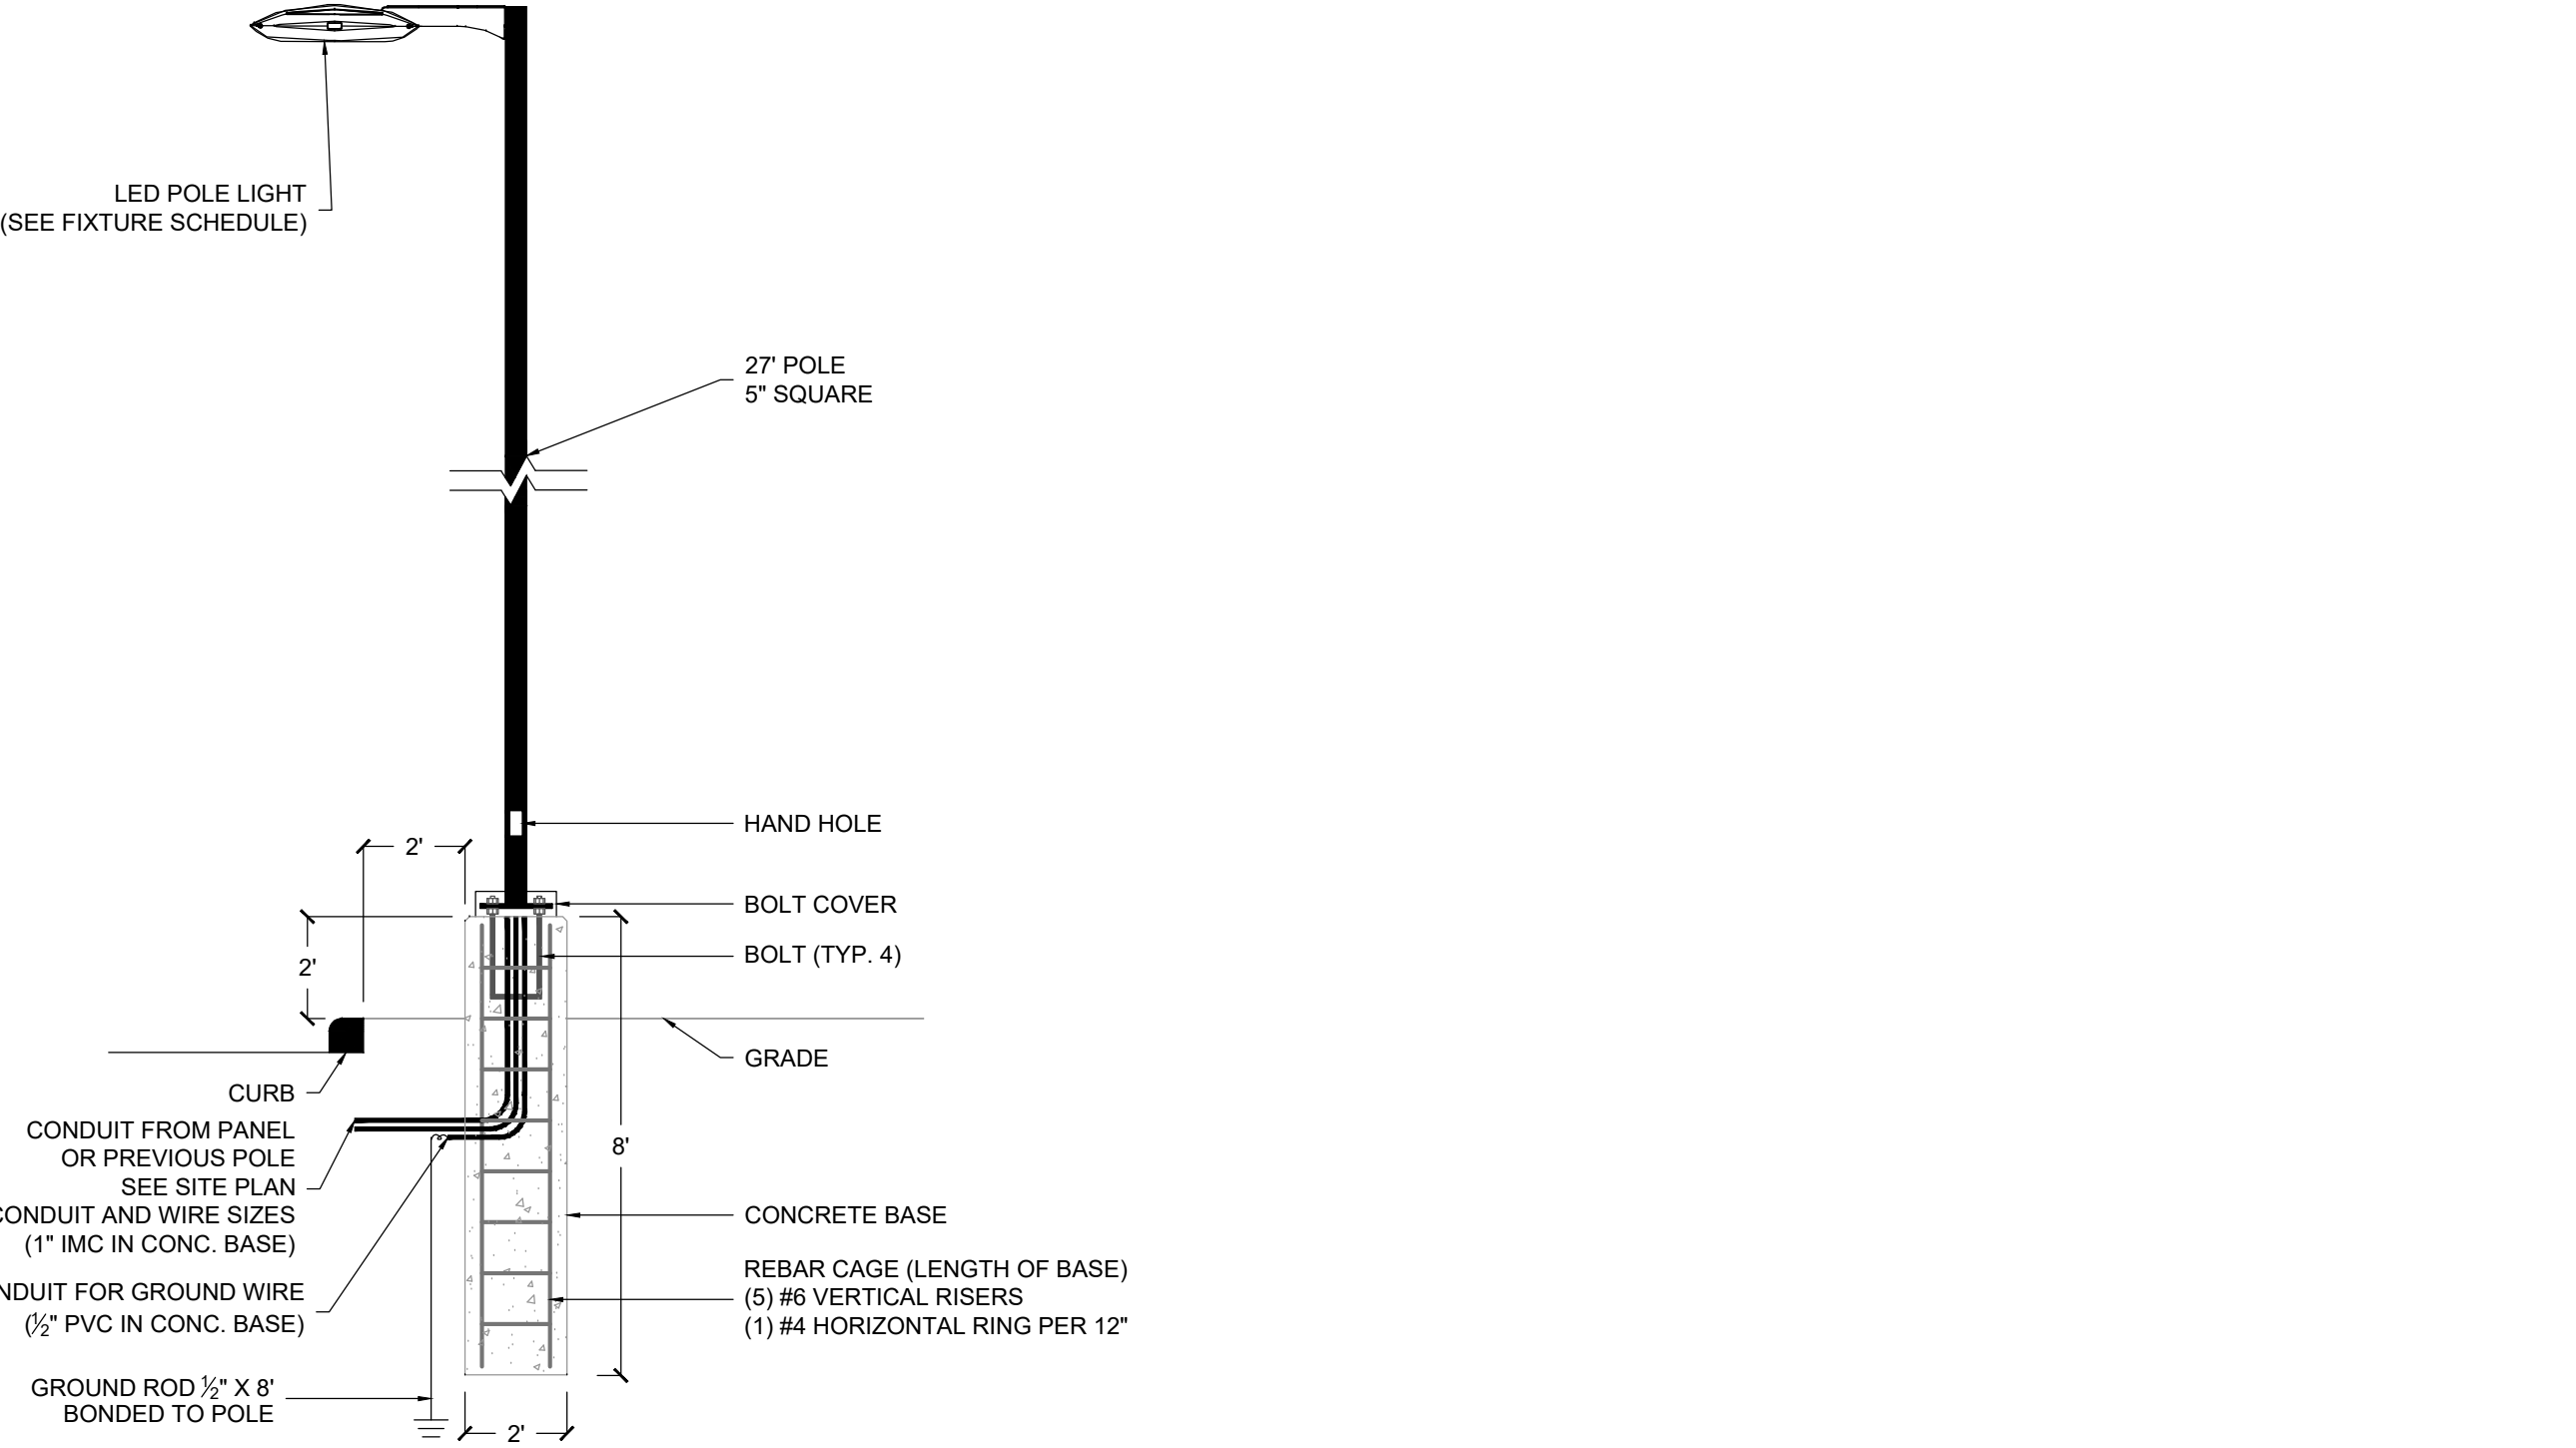 LED POLE LIGHT
(SEE FIXTURE SCHEDULE)
27' POLE
5" SQUARE
HAND HOLE
2'
BOLT COVER
BOLT (TYP. 4)
2'
GRADE
CURB
CONDUIT FROM PANEL
OR PREVIOUS POLE
SEE SITE PLAN
CONDUIT AND WIRE SIZES
(1" IMC IN CONC. BASE)
8'
CONCRETE BASE
REBAR CAGE (LENGTH OF BASE)
(5) #6 VERTICAL RISERS
(1) #4 HORIZONTAL RING PER 12"
FOR GROUND WIRE
(½" PVC IN CONC. BASE)
GROUND ROD ½" X 8'
BONDED TO POLE
2'